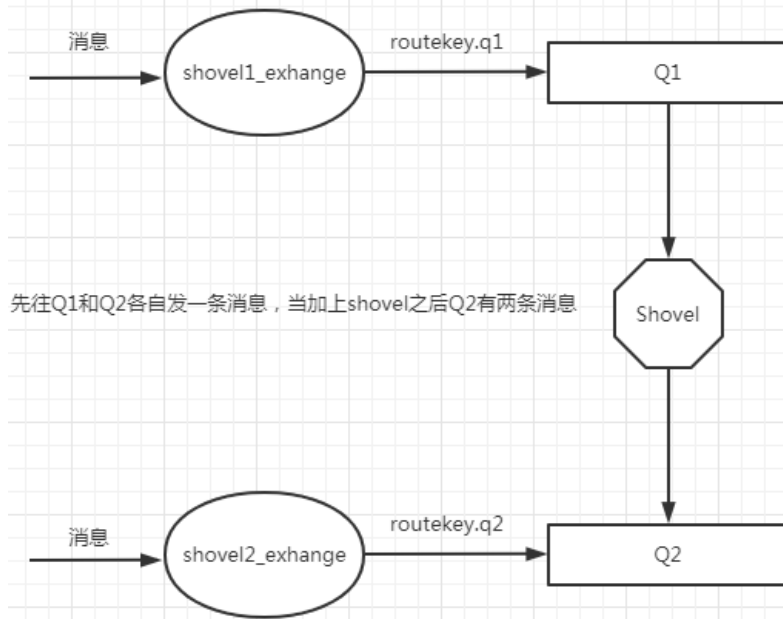 消息
routekey.q1
shovel1_exhange
Q1
先往Q1和Q2各自发一条消息，当加上shovel之后Q2有两条消息
Shovel
消息
routekey.q2
shovel2_exhange
Q2